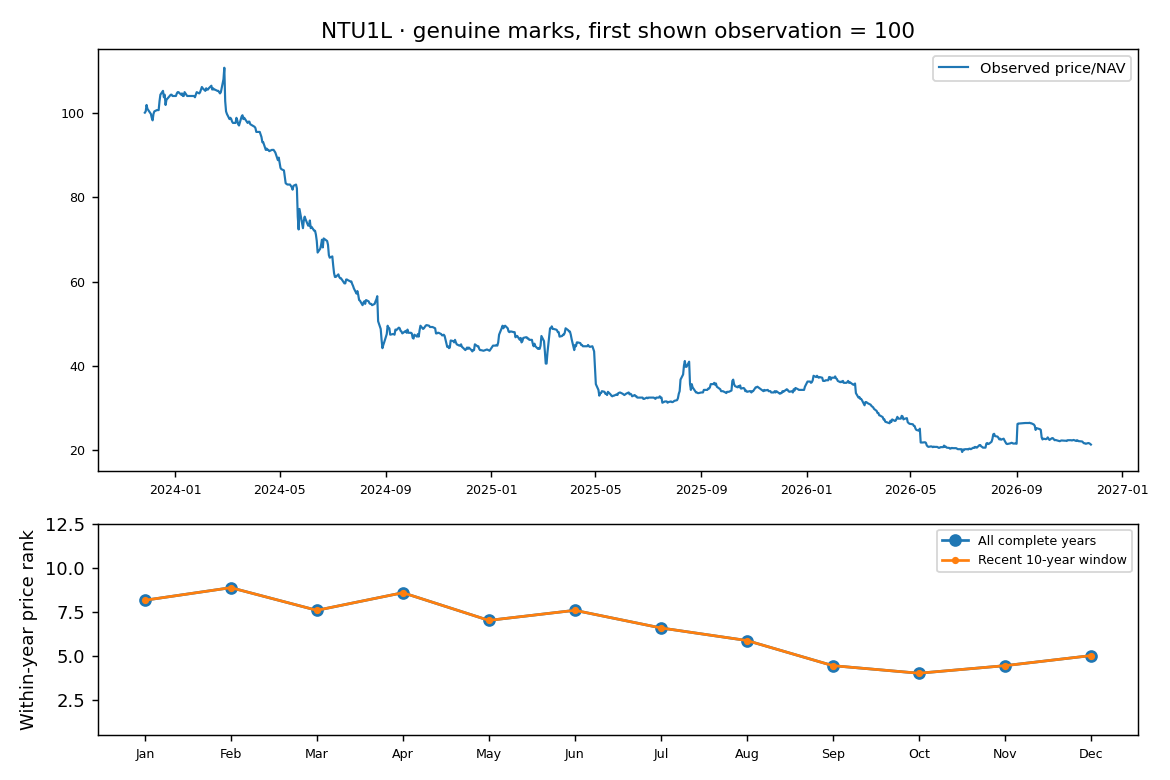 NTU1L · genuine marks, first shown observation = 100
Observed price/NAV
100
80
60
40
20
2024-01 2024-05 2024-09 2025-01 2025-05 2025-09 2026-01 2026-05 2026-09 2027-01
Within-year price rank
12.5
10.0
7.5
5.0
2.5
All complete years
Recent 10-year window
Jan Feb Mar Apr May Jun Jul Aug Sep Oct Nov Dec